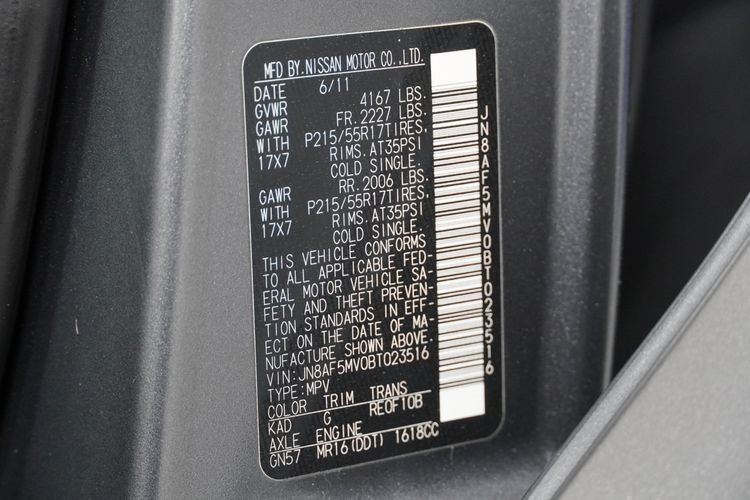 MFD BY.NISSAN MOTOR CO.,LTD.
DATE 6/11
GVWR 4167 LBS.
GAWR FR.2227 LBS.
WITH P215/55R17TIRES,
17X7 RIMS.AT35PSI
COLD SINGLE.
GAWR RR.2006 LBS.
WITH P215/55R17TIRES,
17X7 RIMS.AT35PSI
COLD SINGLE.
THIS VEHICLE CONFORMS
TO ALL APPLICABLE FED-
ERAL MOTOR VEHICLE SA-
FETY AND THEFT PREVEN-
TION STANDARDS IN EFF-
ECT ON THE DATE OF MA-
NUFACTURE SHOWN ABOVE.
VIN:JN8AF5MV0BT023516
TYPE:MPV
COLOR TRIM TRANS
KAD G RE0F10B
AXLE ENGINE
GN57 MR16(DDT) 1618CC
JN8AF5MV0BT023516